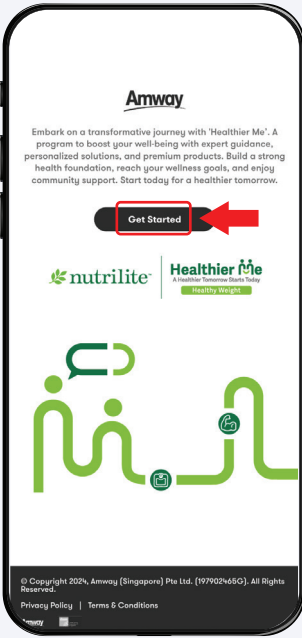 Amway
Embark on a transformative journey with 'Healthier Me'. A
program to boost your well-being with expert guidance,
personalized solutions, and premium products. Build a strong
health foundation, reach your wellness goals, and enjoy
community support. Start today for a healthier tomorrow.
Get Started
nutrilite
Healthier Me
A Healthier Tomorrow Starts Today
Healthy Weight
© Copyright 2024, Amway (Singapore) Pte Ltd. (197902465G). All Rights
Reserved.
Privacy Policy | Terms & Conditions
Amway